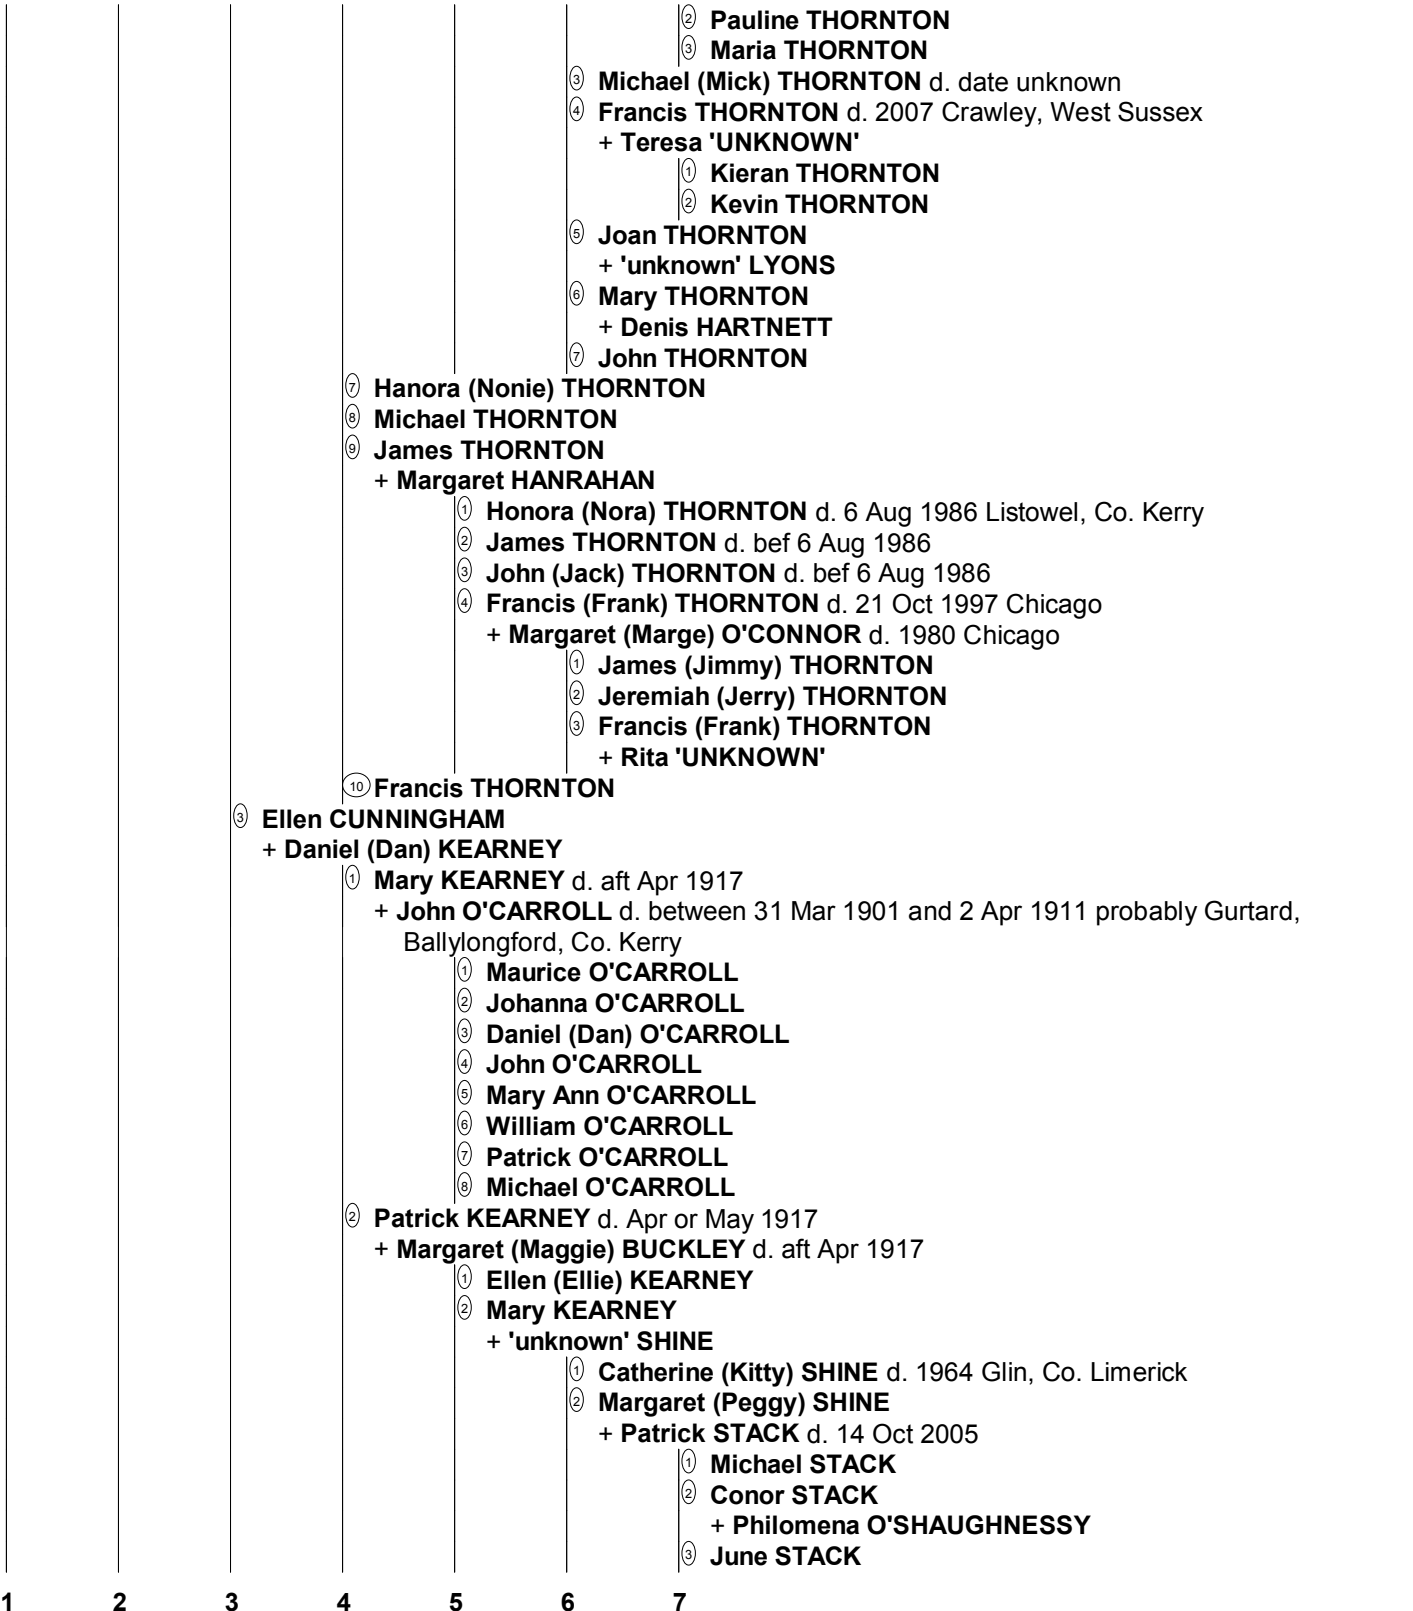 ② Pauline THORNTON
③ Maria THORNTON
③ Michael (Mick) THORNTON d. date unknown
④ Francis THORNTON d. 2007 Crawley, West Sussex
+ Teresa 'UNKNOWN'
① Kieran THORNTON
② Kevin THORNTON
⑤ Joan THORNTON
+ 'unknown' LYONS
⑥ Mary THORNTON
+ Denis HARTNETT
⑦ John THORNTON
⑦ Hanora (Nonie) THORNTON
⑧ Michael THORNTON
⑨ James THORNTON
+ Margaret HANRAHAN
① Honora (Nora) THORNTON d. 6 Aug 1986 Listowel, Co. Kerry
② James THORNTON d. bef 6 Aug 1986
③ John (Jack) THORNTON d. bef 6 Aug 1986
④ Francis (Frank) THORNTON d. 21 Oct 1997 Chicago
+ Margaret (Marge) O'CONNOR d. 1980 Chicago
① James (Jimmy) THORNTON
② Jeremiah (Jerry) THORNTON
③ Francis (Frank) THORNTON
+ Rita 'UNKNOWN'
⑩ Francis THORNTON
③ Ellen CUNNINGHAM
+ Daniel (Dan) KEARNEY
① Mary KEARNEY d. aft Apr 1917
+ John O'CARROLL d. between 31 Mar 1901 and 2 Apr 1911 probably Gurtard,
Ballylongford, Co. Kerry
① Maurice O'CARROLL
② Johanna O'CARROLL
③ Daniel (Dan) O'CARROLL
④ John O'CARROLL
⑤ Mary Ann O'CARROLL
⑥ William O'CARROLL
⑦ Patrick O'CARROLL
⑧ Michael O'CARROLL
② Patrick KEARNEY d. Apr or May 1917
+ Margaret (Maggie) BUCKLEY d. aft Apr 1917
① Ellen (Ellie) KEARNEY
② Mary KEARNEY
+ 'unknown' SHINE
① Catherine (Kitty) SHINE d. 1964 Glin, Co. Limerick
② Margaret (Peggy) SHINE
+ Patrick STACK d. 14 Oct 2005
① Michael STACK
② Conor STACK
+ Philomena O'SHAUGHNESSY
③ June STACK
1 2 3 4 5 6 7